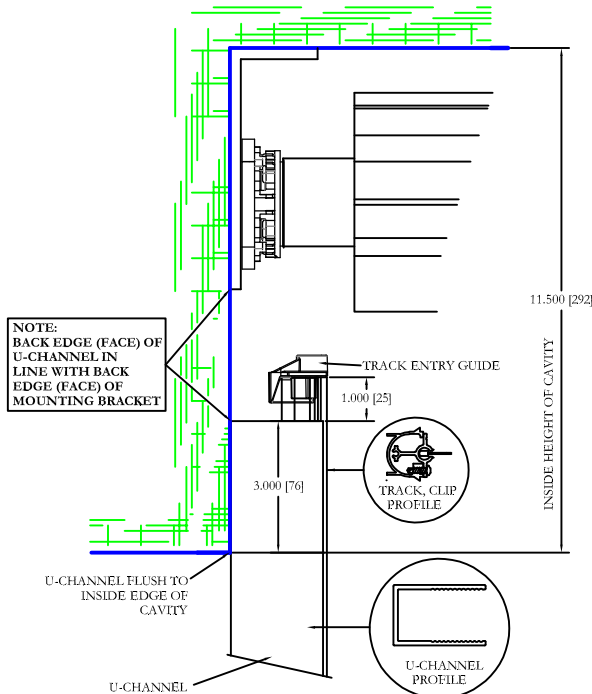 11.500 [292]
NOTE:
BACK EDGE (FACE) OF
U-CHANNEL IN
LINE WITH BACK
EDGE (FACE) OF
MOUNTING BRACKET
TRACK ENTRY GUIDE
1.000 [25]
INSIDE HEIGHT OF CAVITY
3.000 [76]
TRACK, CLIP
PROFILE
U-CHANNEL FLUSH TO
INSIDE EDGE OF
CAVITY
U-CHANNEL
PROFILE
U-CHANNEL